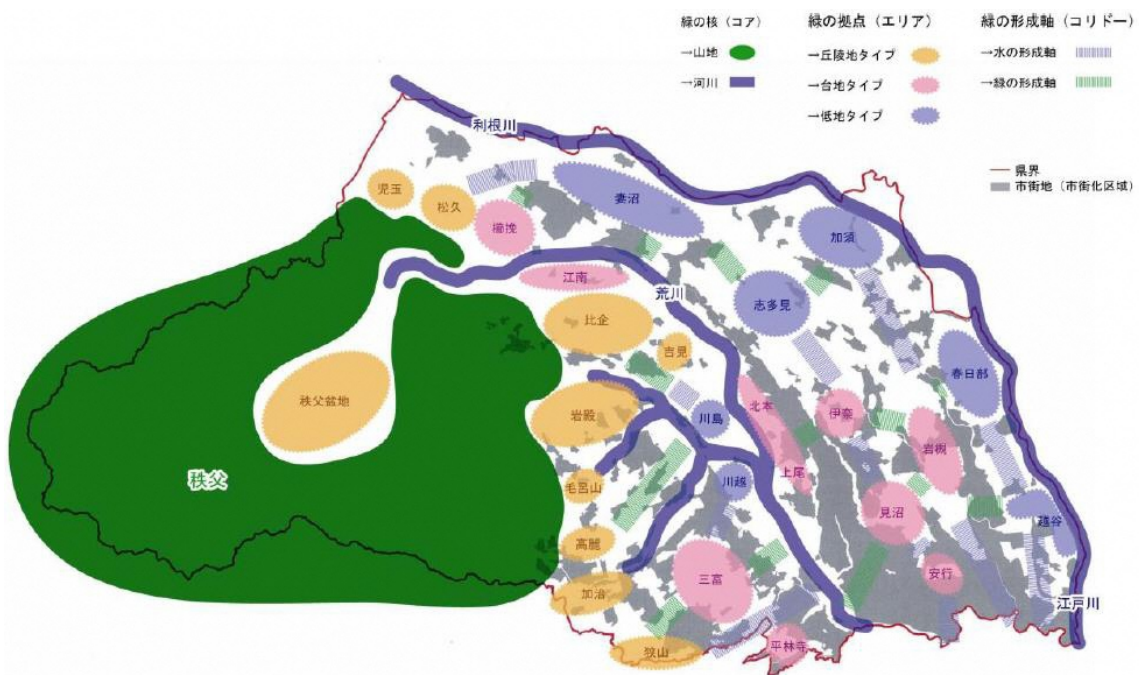 緑の核（コア）
→山地
→河川
緑の拠点（エリア）
→丘陵地タイプ
→台地タイプ
→低地タイプ
緑の形成軸（コリドー）
→水の形成軸
→緑の形成軸
県界
市街地（市街化区域）
利根川
児玉
松久
櫛挽
妻沼
加須
江南
荒川
志多見
比企
吉見
春日部
秩父盆地
岩殿
川島
北本
伊奈
岩槻
上尾
秩父
毛呂山
川越
見沼
越谷
高麗
三富
安行
加治
江戸川
狭山
平林寺